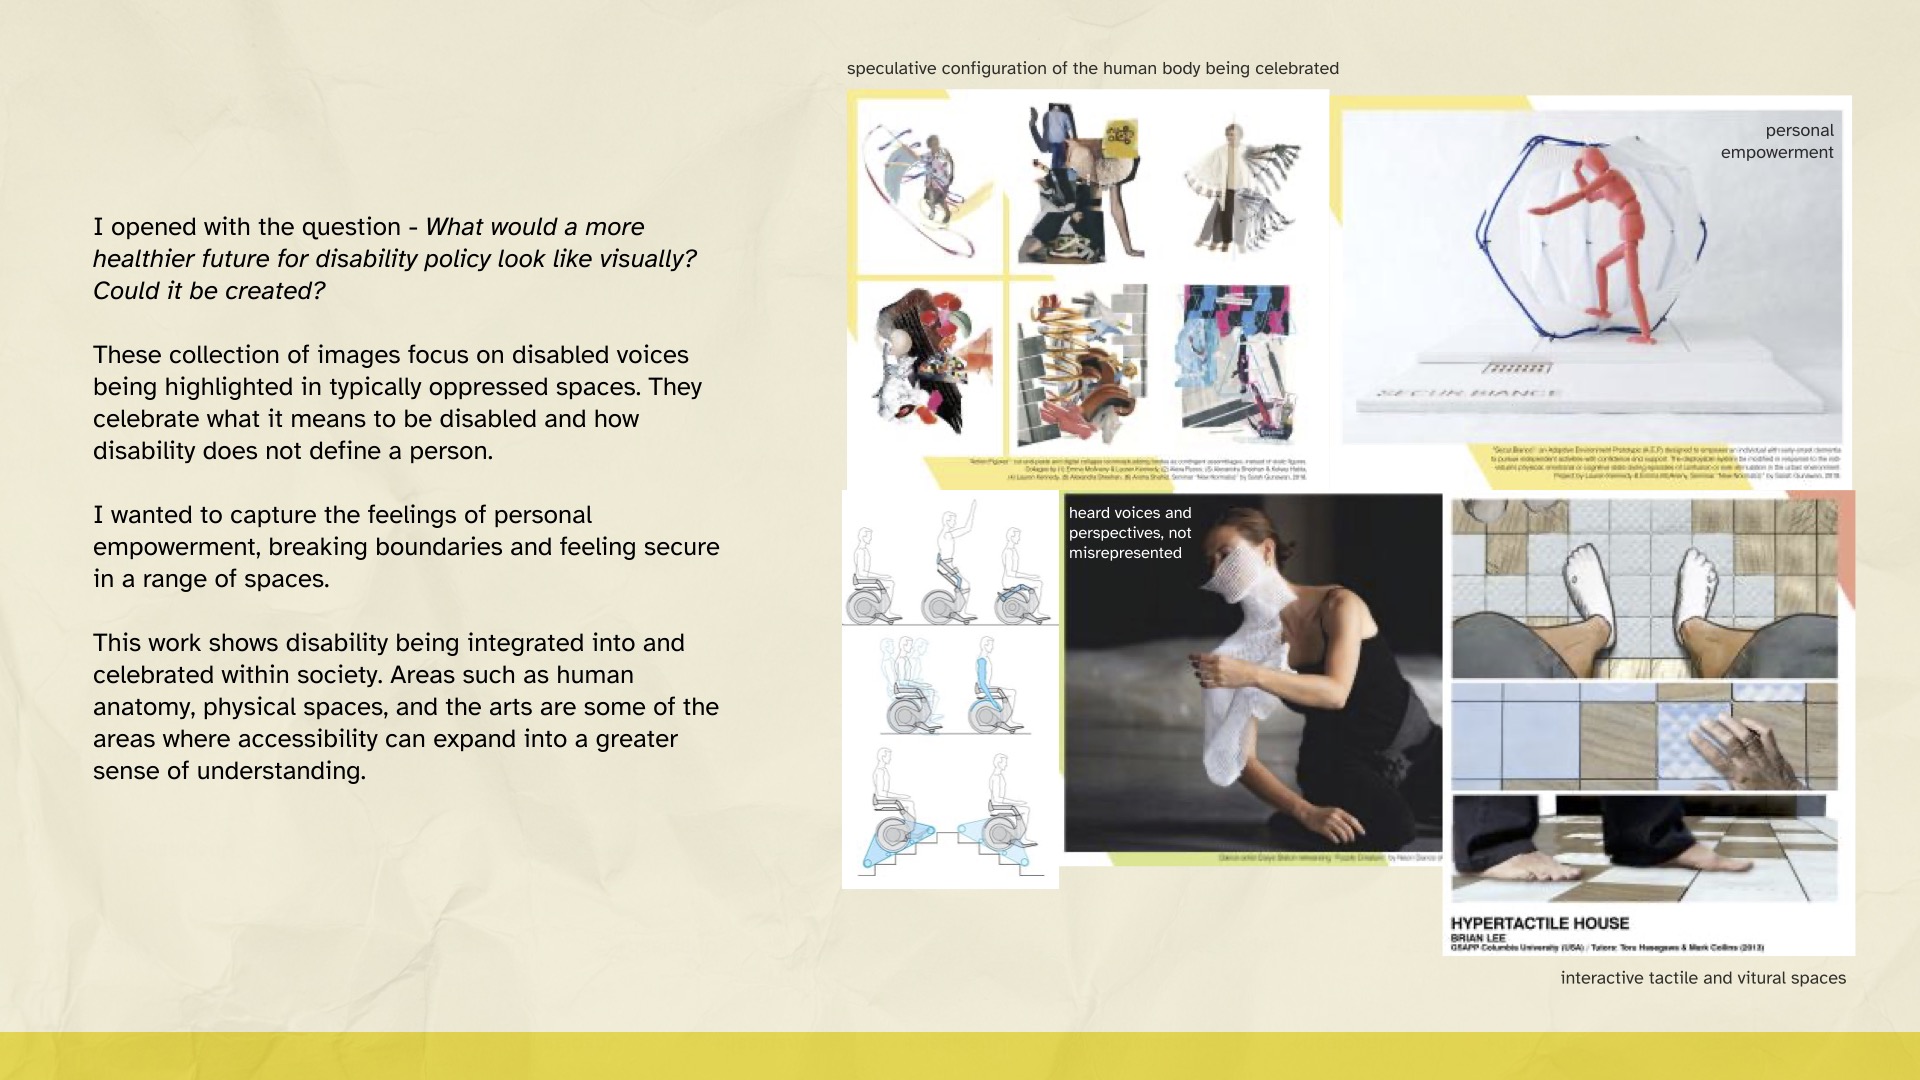 I opened with the question - What would a more
healthier future for disability policy look like visually?
Could it be created?
These collection of images focus on disabled voices
being highlighted in typically oppressed spaces. They
celebrate what it means to be disabled and how
disability does not define a person.
I wanted to capture the feelings of personal
empowerment, breaking boundaries and feeling secure
in a range of spaces.
This work shows disability being integrated into and
celebrated within society. Areas such as human
anatomy, physical spaces, and the arts are some of the
areas where accessibility can expand into a greater
sense of understanding.
speculative configuration of the human body being celebrated
personal
empowerment
heard voices and
perspectives, not
misrepresented
HYPERTACTILE HOUSE
BRIAN LEE
GSAPP Columbia University (USA) / Tutors: Toru Hasegawa & Mark Collins (2013)
interactive tactile and vitural spaces